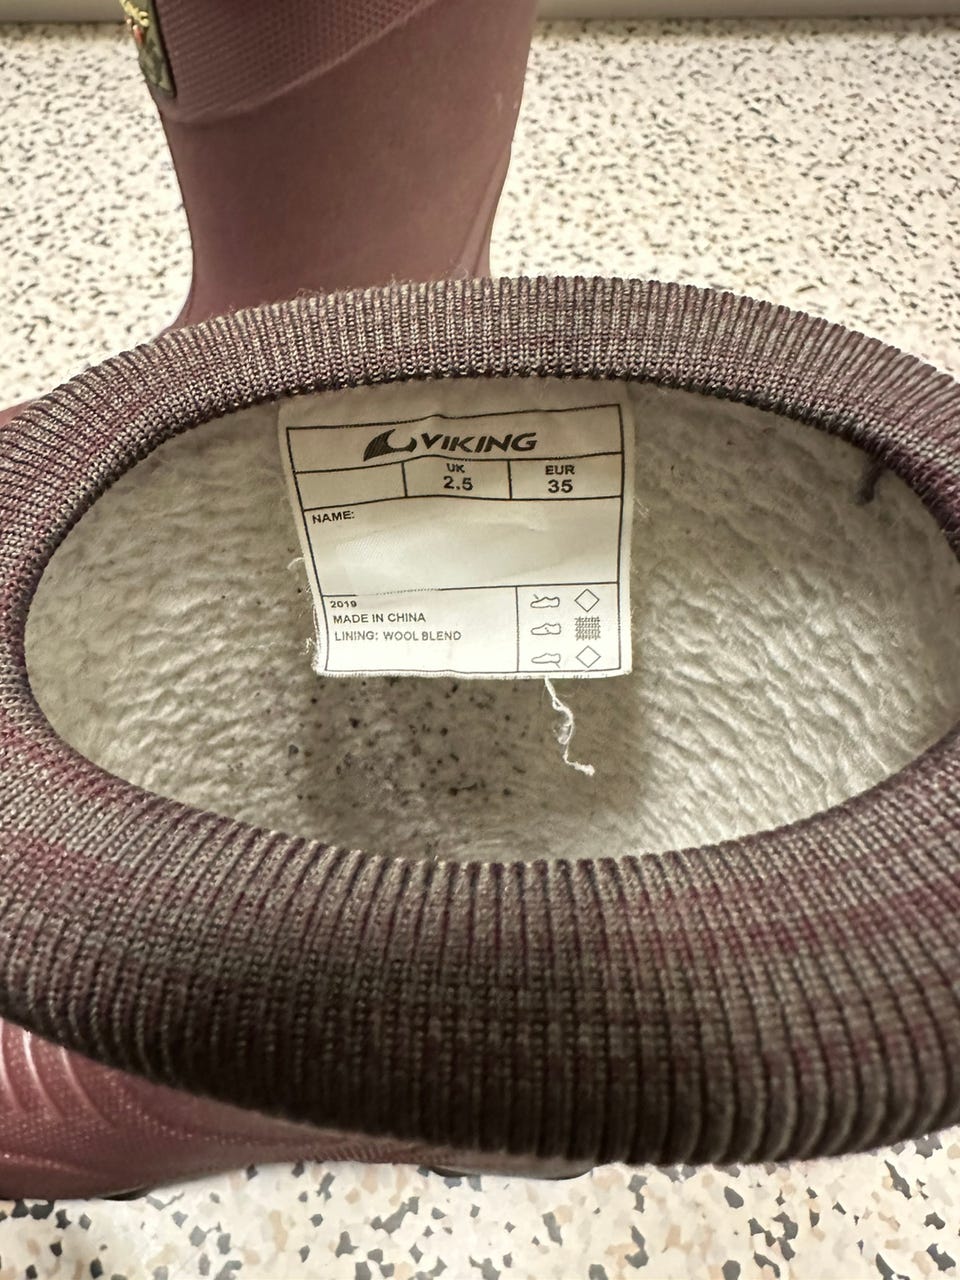 VIKING
UK EUR
2.5 35
NAME:
2019
MADE IN CHINA
LINING: WOOL BLEND